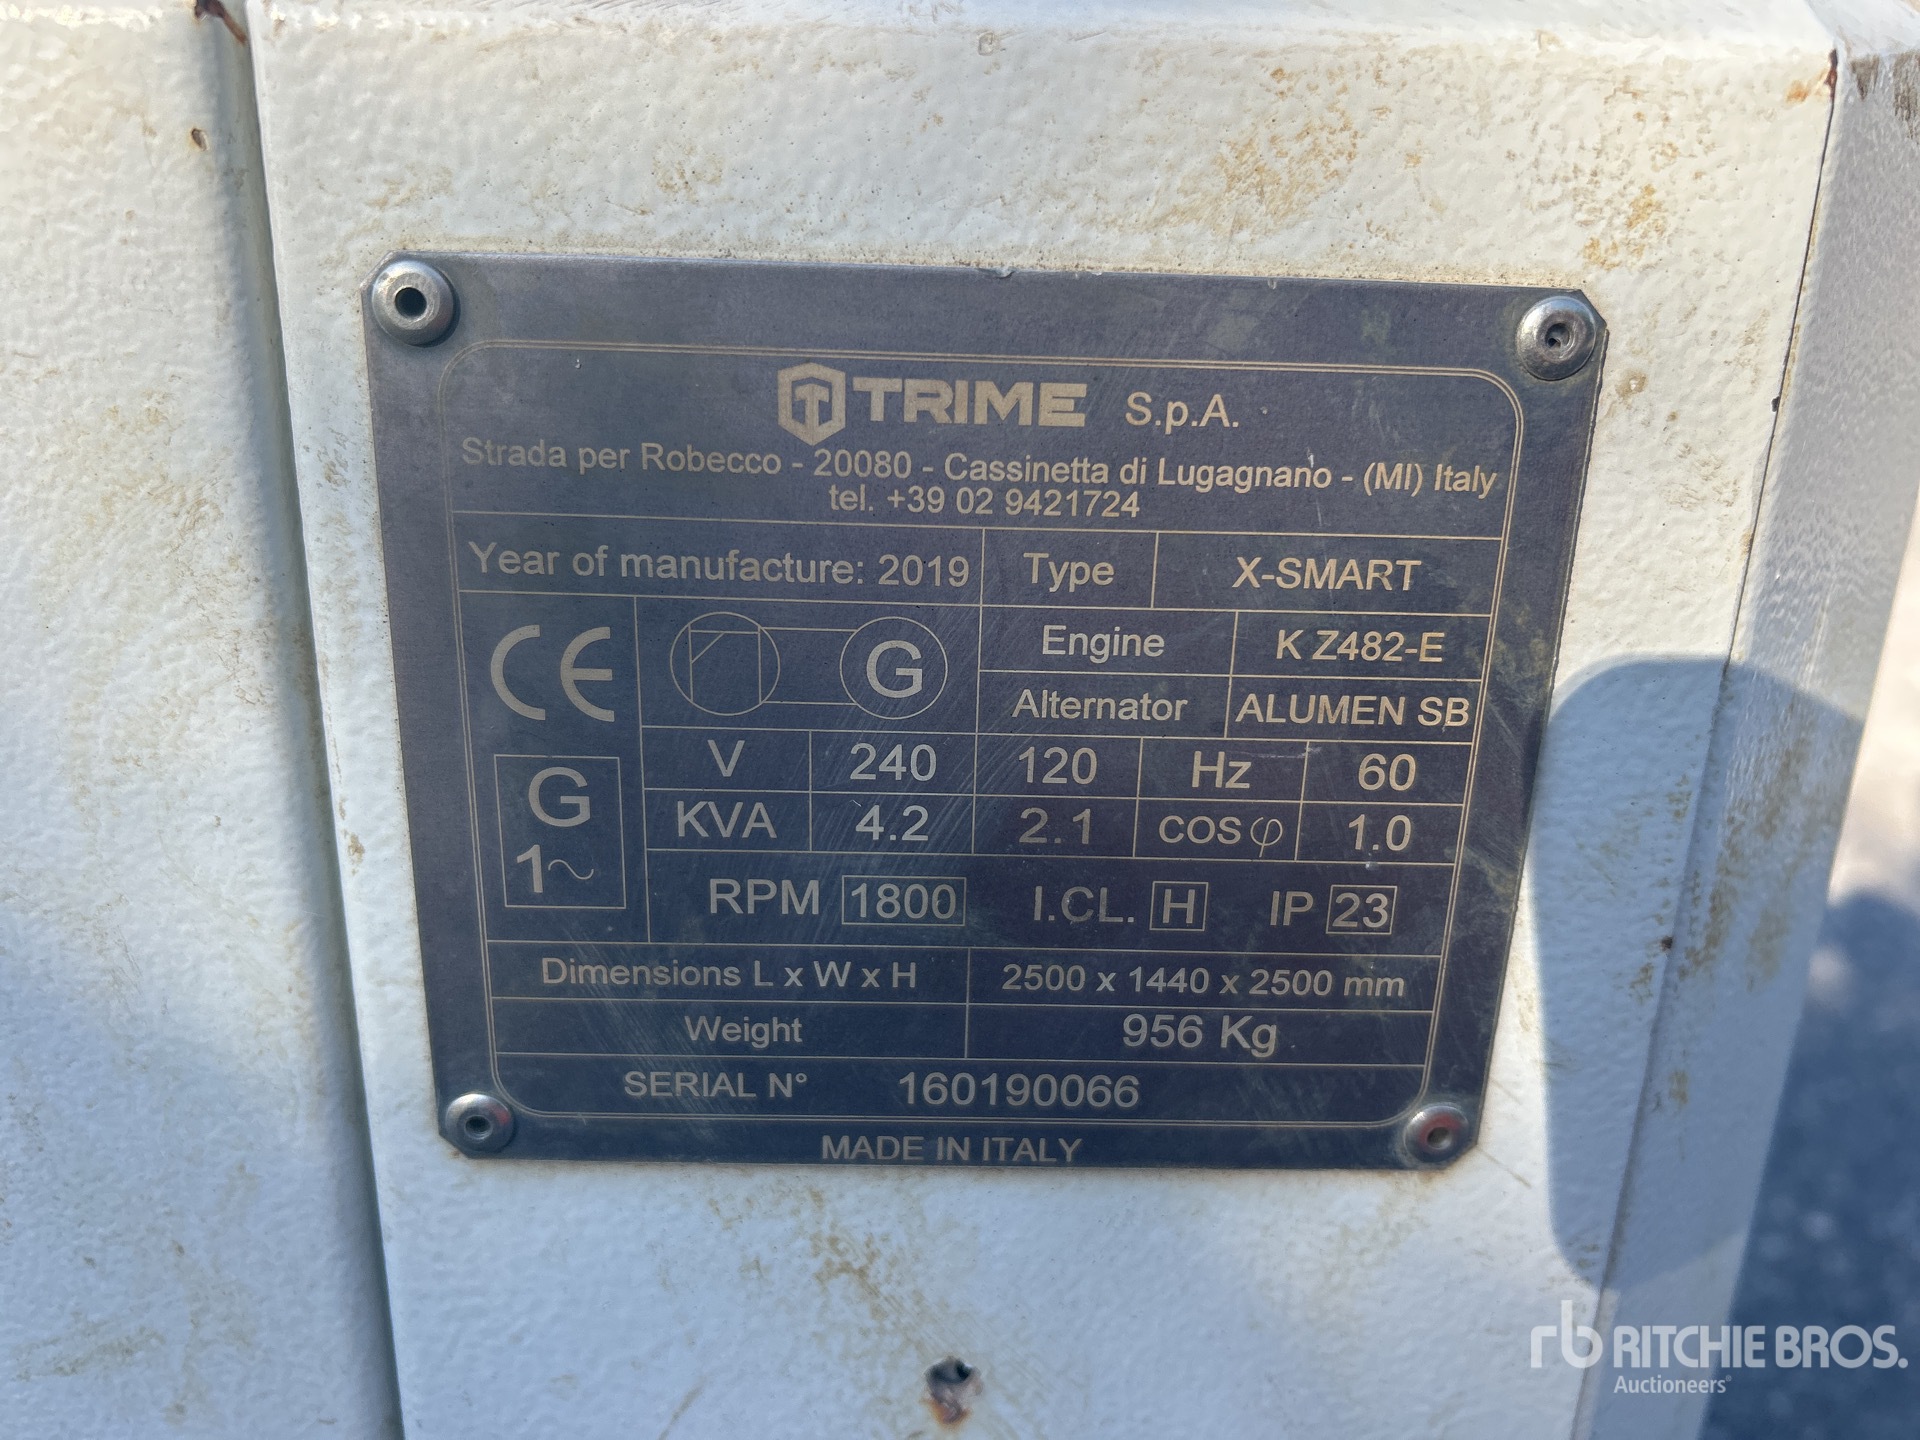 TRIME S.p.A.
Strada per Robecco - 20080 - Cassinetta di Lugagnano - (MI) Italy
tel. +39 02 9421724
Year of manufacture: 2019 Type X-SMART
CE G Engine K Z482-E
Alternator ALUMEN SB
V 240 120 Hz 60
KVA 4.2 2.1 COS φ 1.0
G
1~
RPM 1800 I.CL. H IP 23
Dimensions L x W x H 2500 x 1440 x 2500 mm
Weight 956 Kg
SERIAL N° 160190066
MADE IN ITALY
rb RITCHIE BROS.
Auctioneers